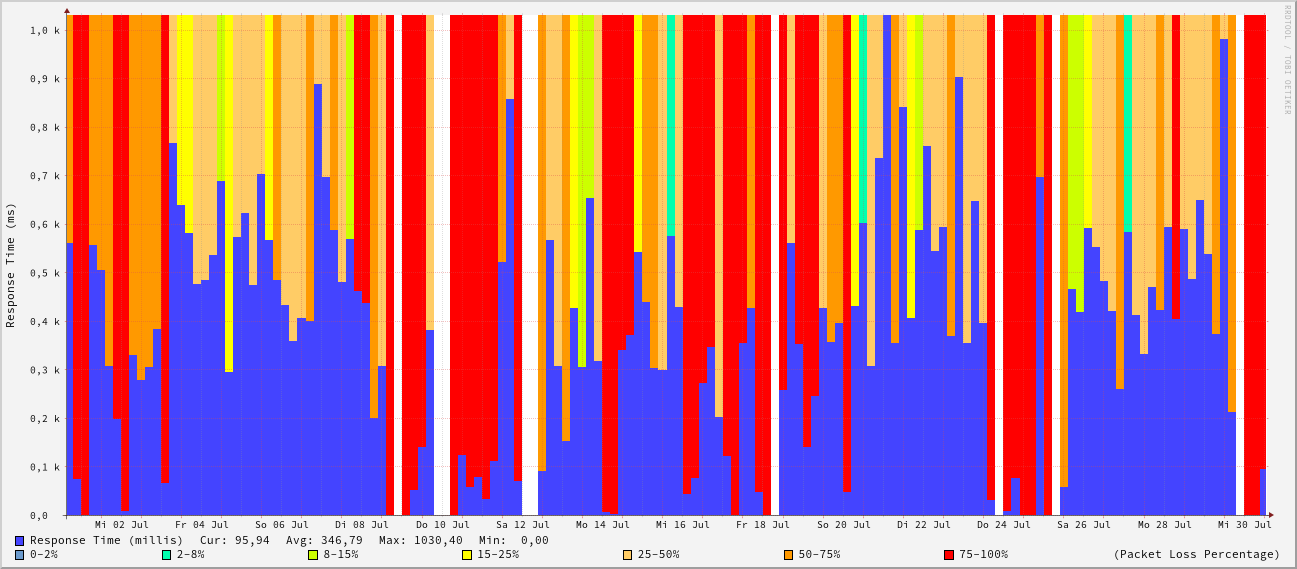 RRDTOOL / TOBI OETIKER
Response Time (ms)
1,0 k
0,9 k
0,8 k
0,7 k
0,6 k
0,5 k
0,4 k
0,3 k
0,2 k
0,1 k
0,0
Mi 02 Jul Fr 04 Jul So 06 Jul Di 08 Jul Do 10 Jul Sa 12 Jul Mo 14 Jul Mi 16 Jul Fr 18 Jul So 20 Jul Di 22 Jul Do 24 Jul Sa 26 Jul Mo 28 Jul Mi 30 Jul
Response Time (millis) Cur: 95,94 Avg: 346,79 Max: 1030,40 Min: 0,00
0-2% 2-8% 8-15% 15-25% 25-50% 50-75% 75-100% (Packet Loss Percentage)